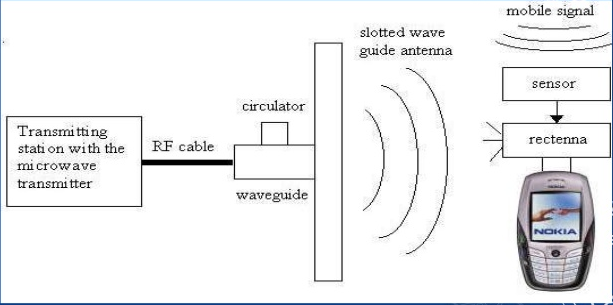 mobile signal
slotted wave
guide antenna
sensor
circulator
Transmitting
station with the
microwave
transmitter
RF cable
rectenna
waveguide
NOKIA